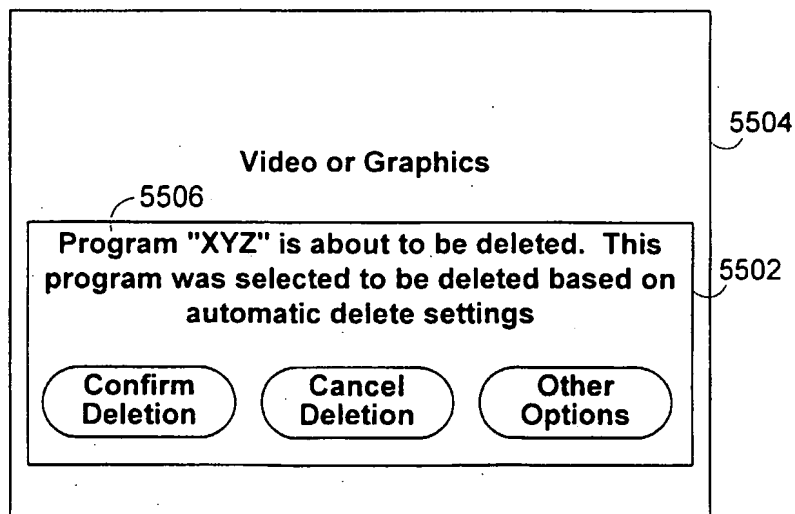 5504
Video or Graphics
5506
Program "XYZ" is about to be deleted. This
program was selected to be deleted based on
automatic delete settings
5502
Confirm
Deletion
Cancel
Deletion
Other
Options